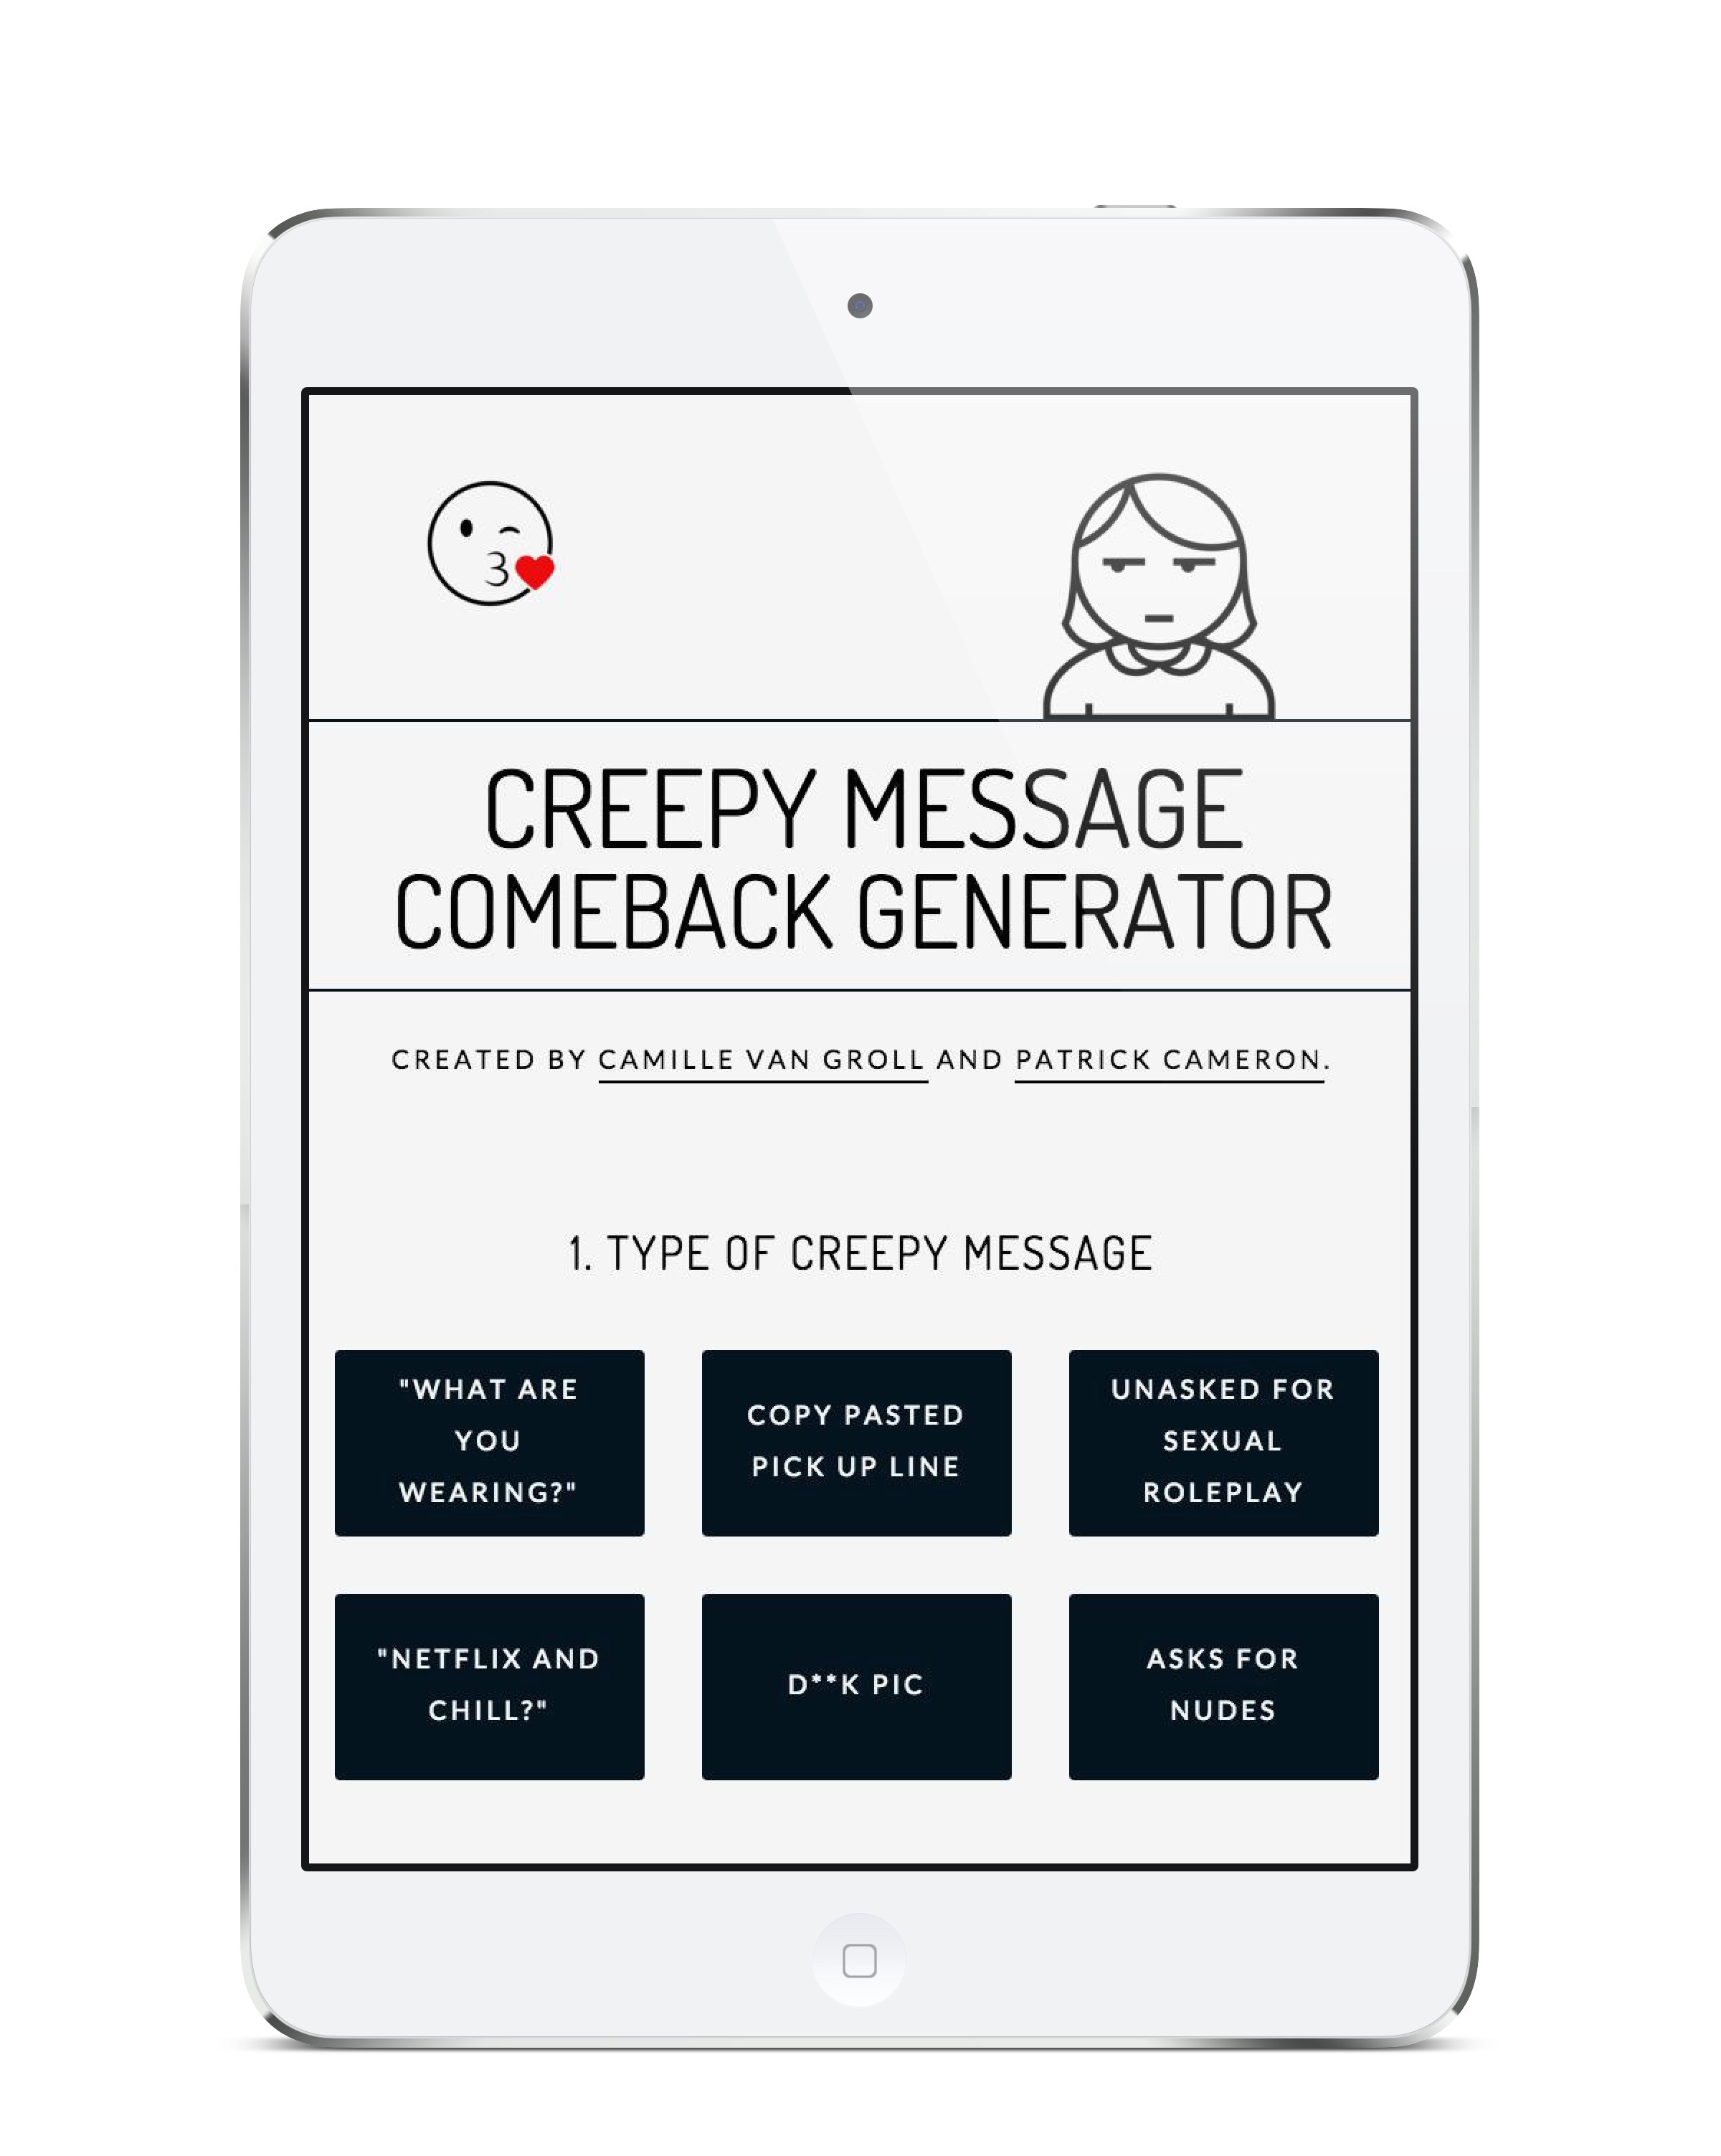 CREEPY MESSAGE
COMEBACK GENERATOR
CREATED BY CAMILLE VAN GROLL AND PATRICK CAMERON.
1. TYPE OF CREEPY MESSAGE
"WHAT ARE
YOU
WEARING?"
COPY PASTED
PICK UP LINE
UNASKED FOR
SEXUAL
ROLEPLAY
"NETFLIX AND
CHILL?"
D**K PIC
ASKS FOR
NUDES